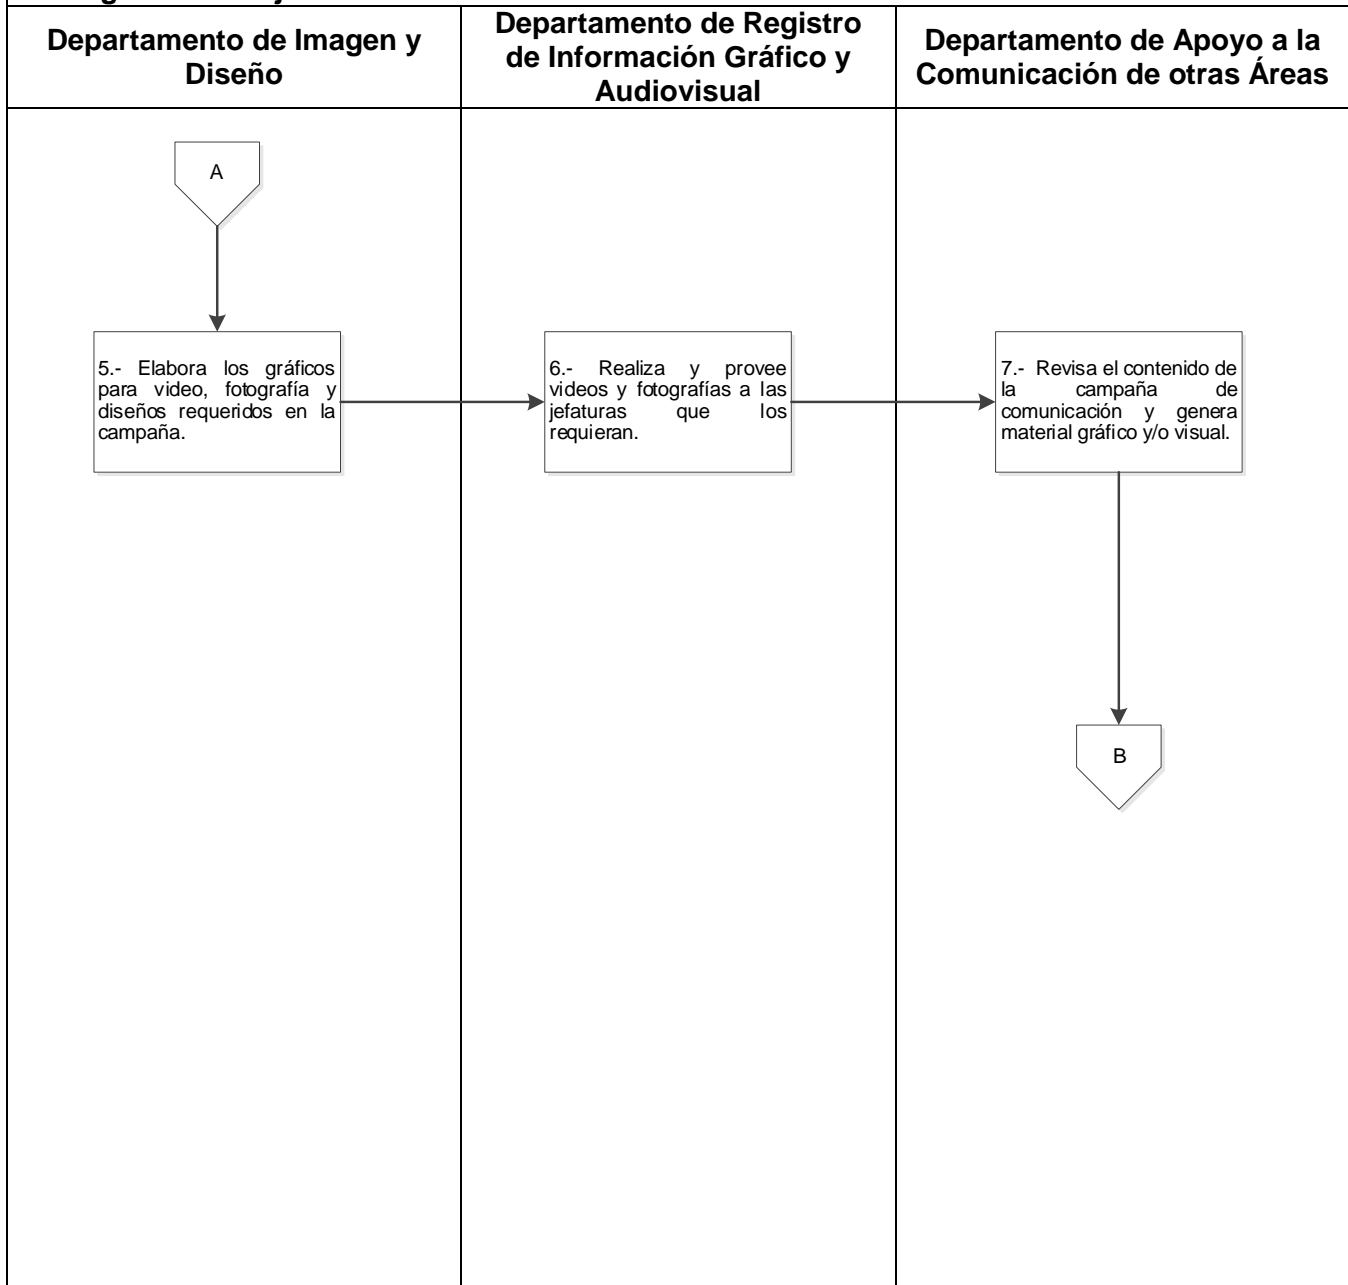 Departamento de Imagen y
Diseño
Departamento de Registro
de Información Gráfico y
Audiovisual
Departamento de Apoyo a la
Comunicación de otras Áreas
A
5.- Elabora los gráficos
para video, fotografía y
diseños requeridos en la
campaña.
6.- Realiza y provee
videos y fotografías a las
jefaturas que los
requieran.
7.- Revisa el contenido de
la campaña de
comunicación y genera
material gráfico y/o visual.
B